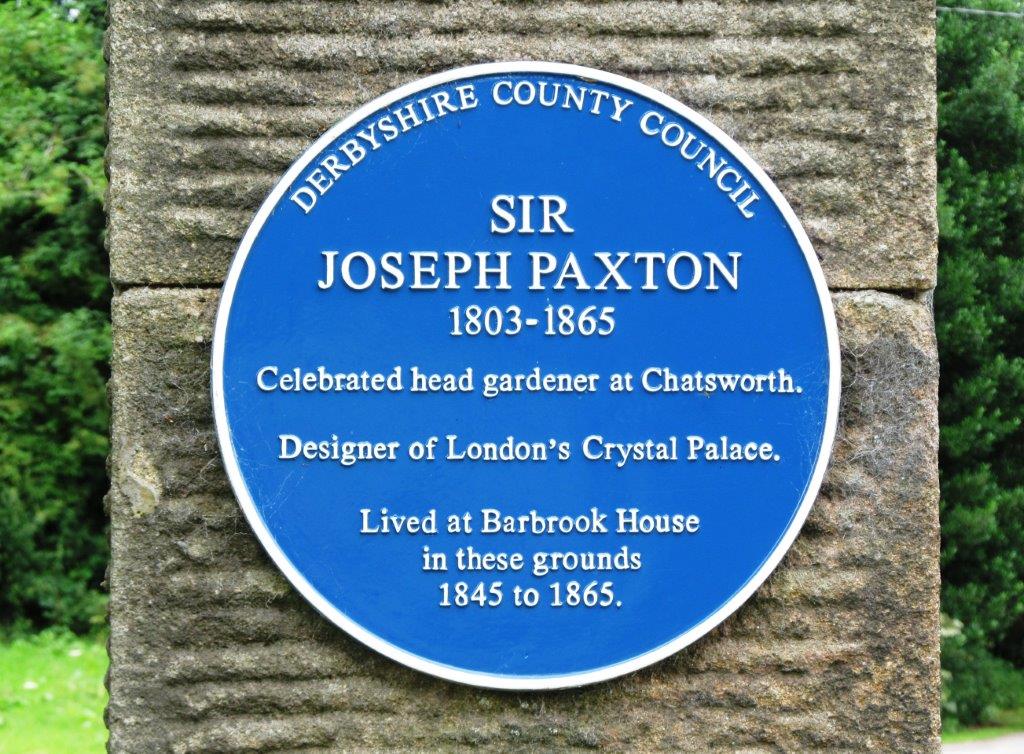 DERBYSHIRE COUNTY COUNCIL
SIR
JOSEPH PAXTON
1803-1865
Celebrated head gardener at Chatsworth.
Designer of London's Crystal Palace.
Lived at Barbrook House
in these grounds
1845 to 1865.